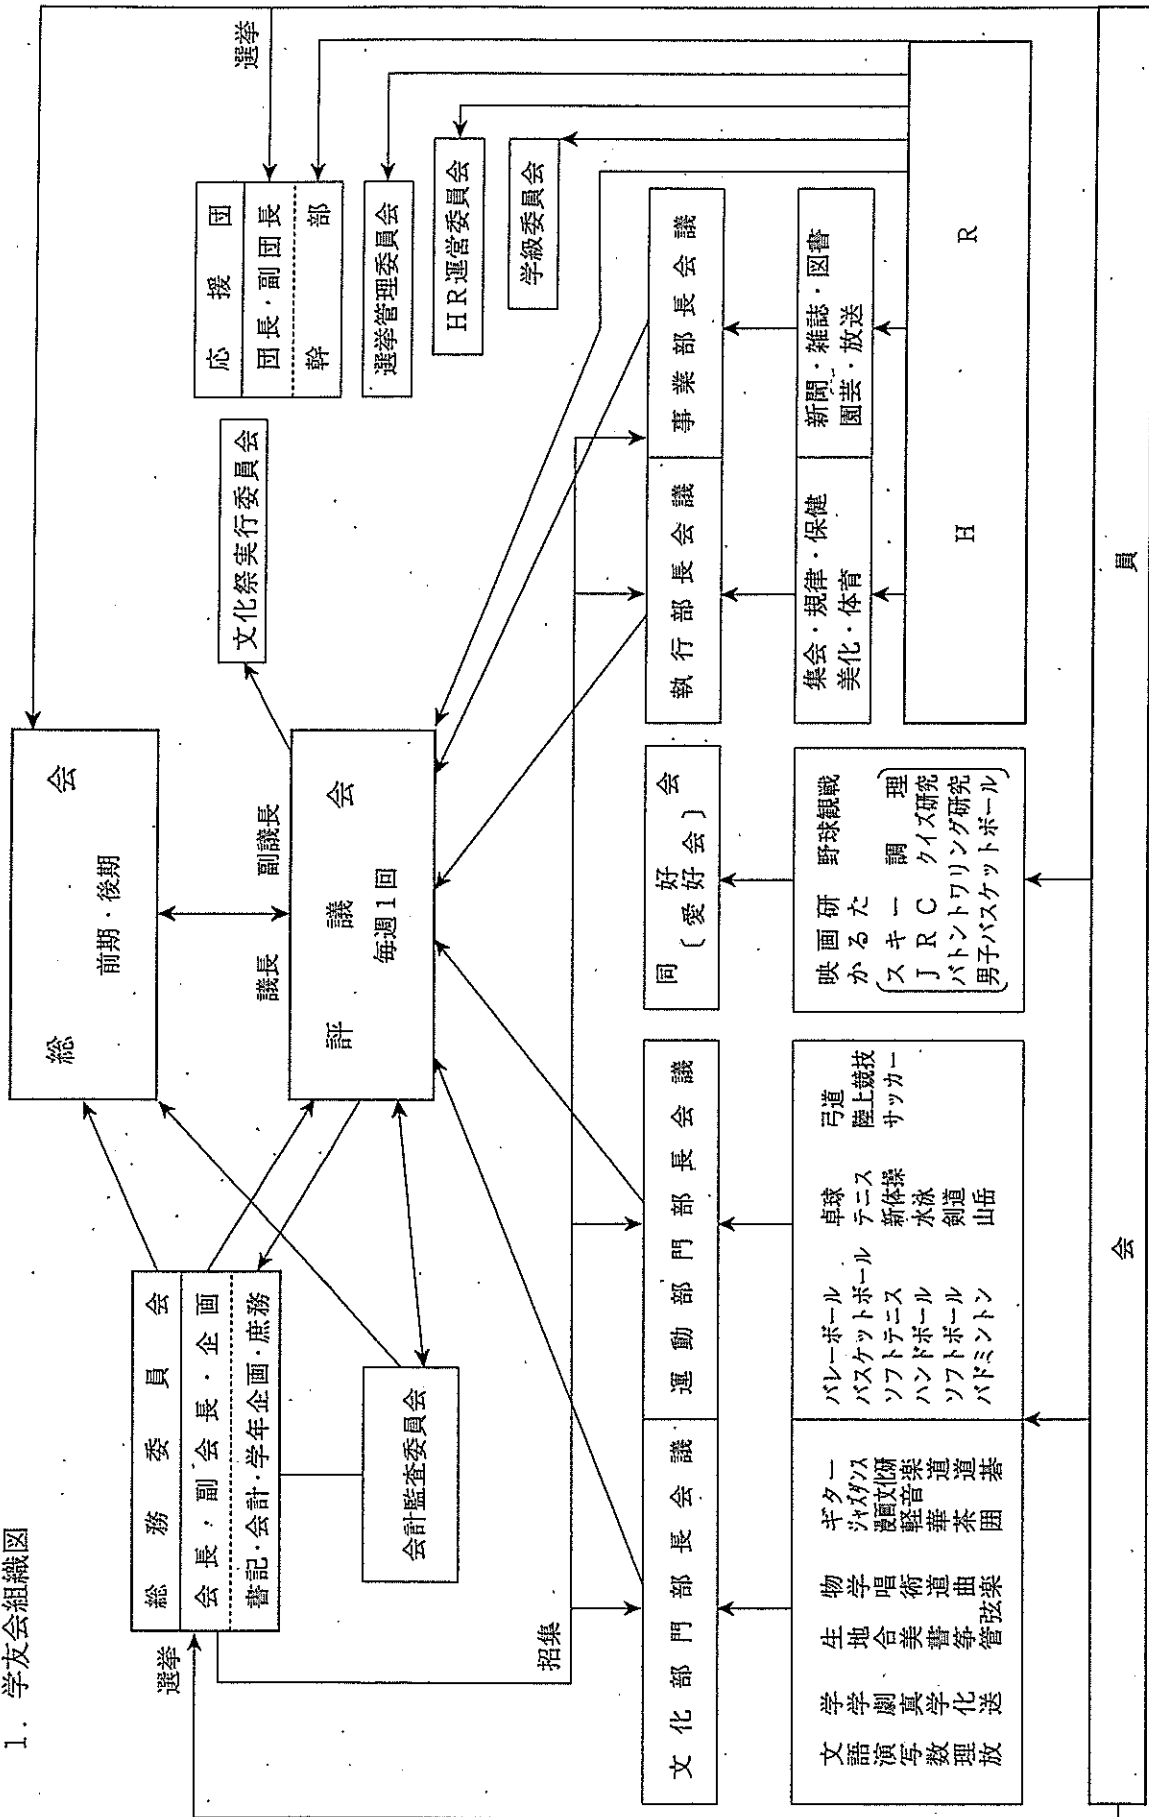 1. 学友会組織図
総会
前期・後期
議長 副議長
評議会
毎週1回
選挙
総務委員会
会長・副会長・企画
書記・会計・学年企画・庶務
会計監査委員会
招集
文化祭実行委員会
選挙
応援団
団長・副団長
幹部
選挙管理委員会
HR運営委員会
学級委員会
文化部門部長会議
運動部門部長会議
同好会
〔愛好会〕
執行部長会議
事業部長会議
文学 生物 ギター
語学 地学 ジャズダンス
演劇 合唱 漫画文化研
写真 美術 軽音楽
数学 書道 華道
理化 箏曲 茶道
放送 管弦楽 囲碁
バレーボール 卓球 弓道
バスケットボール テニス 陸上競技
ソフトテニス 新体操 サッカー
ハンドボール 水泳
ソフトボール 剣道
バドミントン 山岳
映画研 野球観戦
かるた
スキー 調理
JRC クイズ研究
バトントワリング研究
男子バスケットボール
集会・規律・保健
美化・体育
新聞・雑誌・図書
園芸・放送
HR
会員